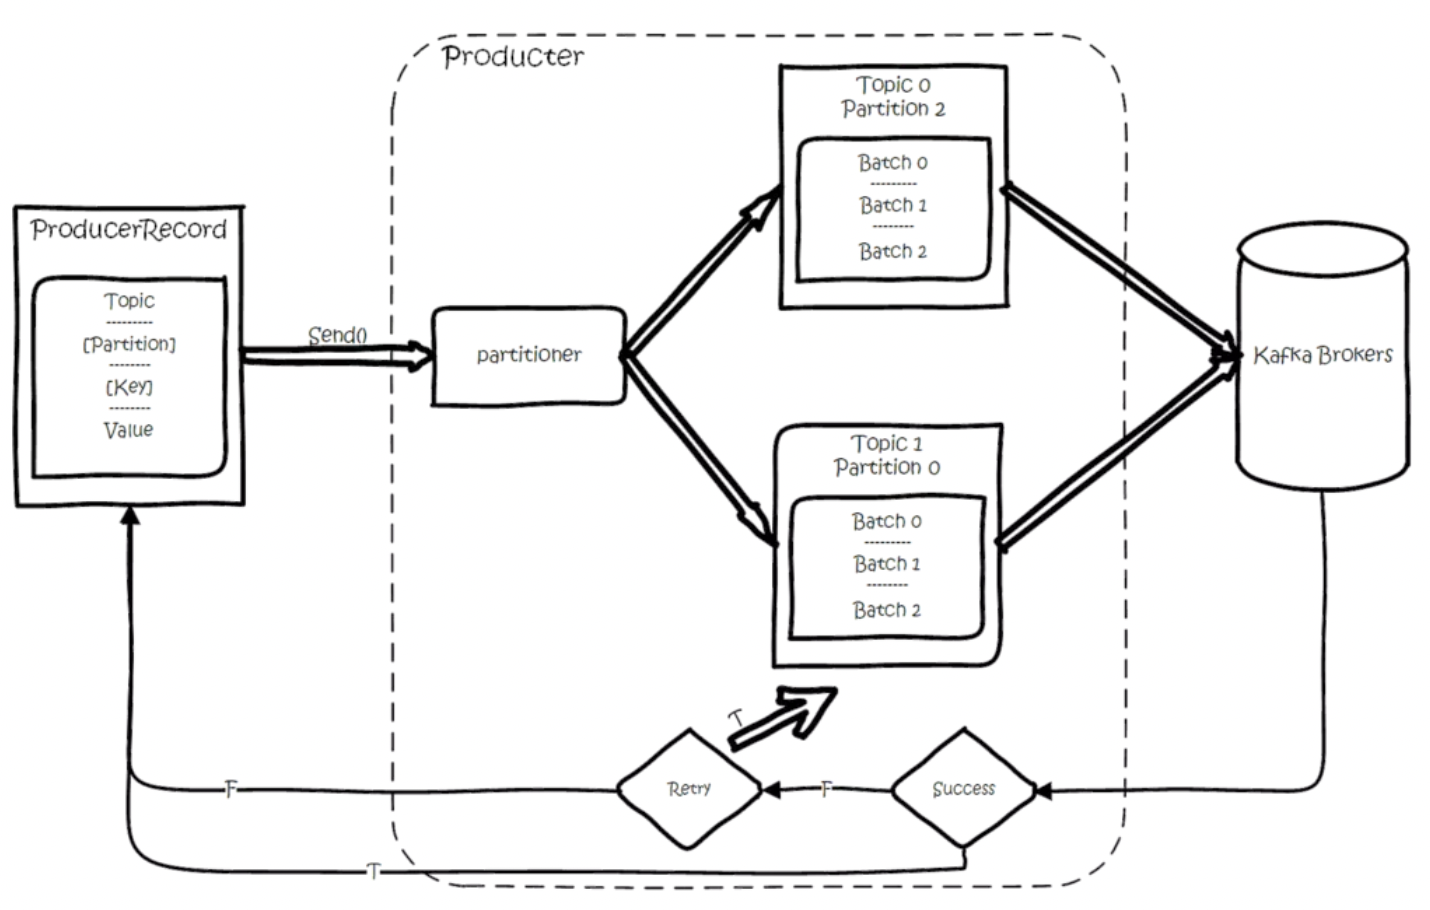 Producter
ProducerRecord
Topic
---------
[Partition]
--------
[Key]
--------
Value
Send()
partitioner
Topic 0
Partition 2
Batch 0
---------
Batch 1
--------
Batch 2
Topic 1
Partition 0
Batch 0
---------
Batch 1
--------
Batch 2
Kafka Brokers
T
Retry
F
Success
F
T